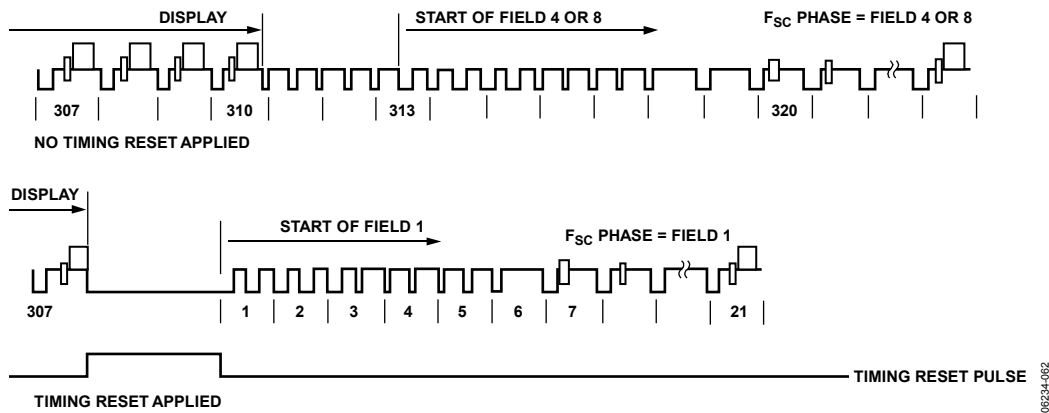 DISPLAY
START OF FIELD 4 OR 8
FSC PHASE = FIELD 4 OR 8
307 310 313 320
NO TIMING RESET APPLIED
DISPLAY
START OF FIELD 1
FSC PHASE = FIELD 1
307 1 2 3 4 5 6 7 21
TIMING RESET PULSE
TIMING RESET APPLIED
06234-062